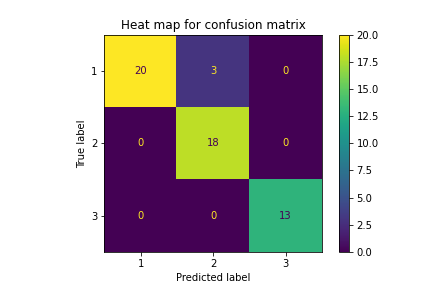 Heat map for confusion matrix
20.0
17.5
15.0
12.5
10.0
7.5
5.0
2.5
0.0
True label
1
2
3
20 3 0
0 18 0
0 0 13
1 2 3
Predicted label